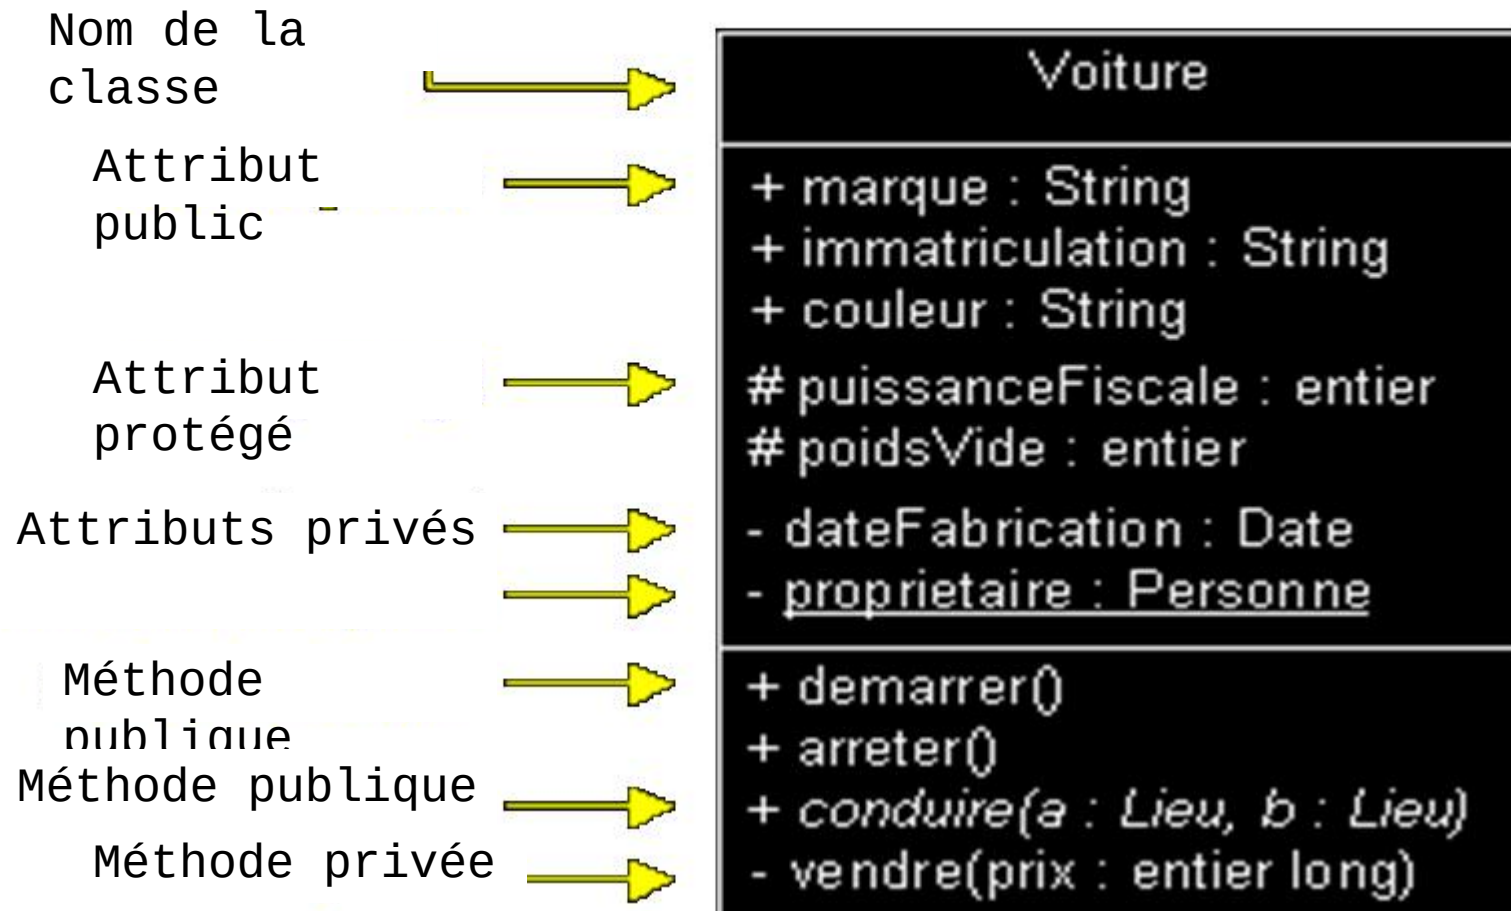 Nom de la
classe
Attribut
public
Attribut
protégé
Attributs privés
Méthode
publique
Méthode publique
Méthode privée
Voiture
+ marque : String
+ immatriculation : String
+ couleur : String
# puissanceFiscale : entier
# poidsVide : entier
- dateFabrication : Date
- proprietaire : Personne
+ demarrer()
+ arreter()
+ conduire(a : Lieu, b : Lieu)
- vendre(prix : entier long)